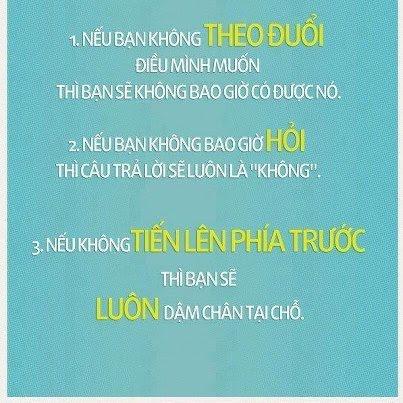 1. NẾU BẠN KHÔNG THEO ĐUỔI
ĐIỀU MÌNH MUỐN
THÌ BẠN SẼ KHÔNG BAO GIỜ CÓ ĐƯỢC NÓ.
2. NẾU BẠN KHÔNG BAO GIỜ HỎI
THÌ CÂU TRẢ LỜI SẼ LUÔN LÀ "KHÔNG".
3. NẾU KHÔNG TIẾN LÊN PHÍA TRƯỚC
THÌ BẠN SẼ
LUÔN DẬM CHÂN TẠI CHỖ.